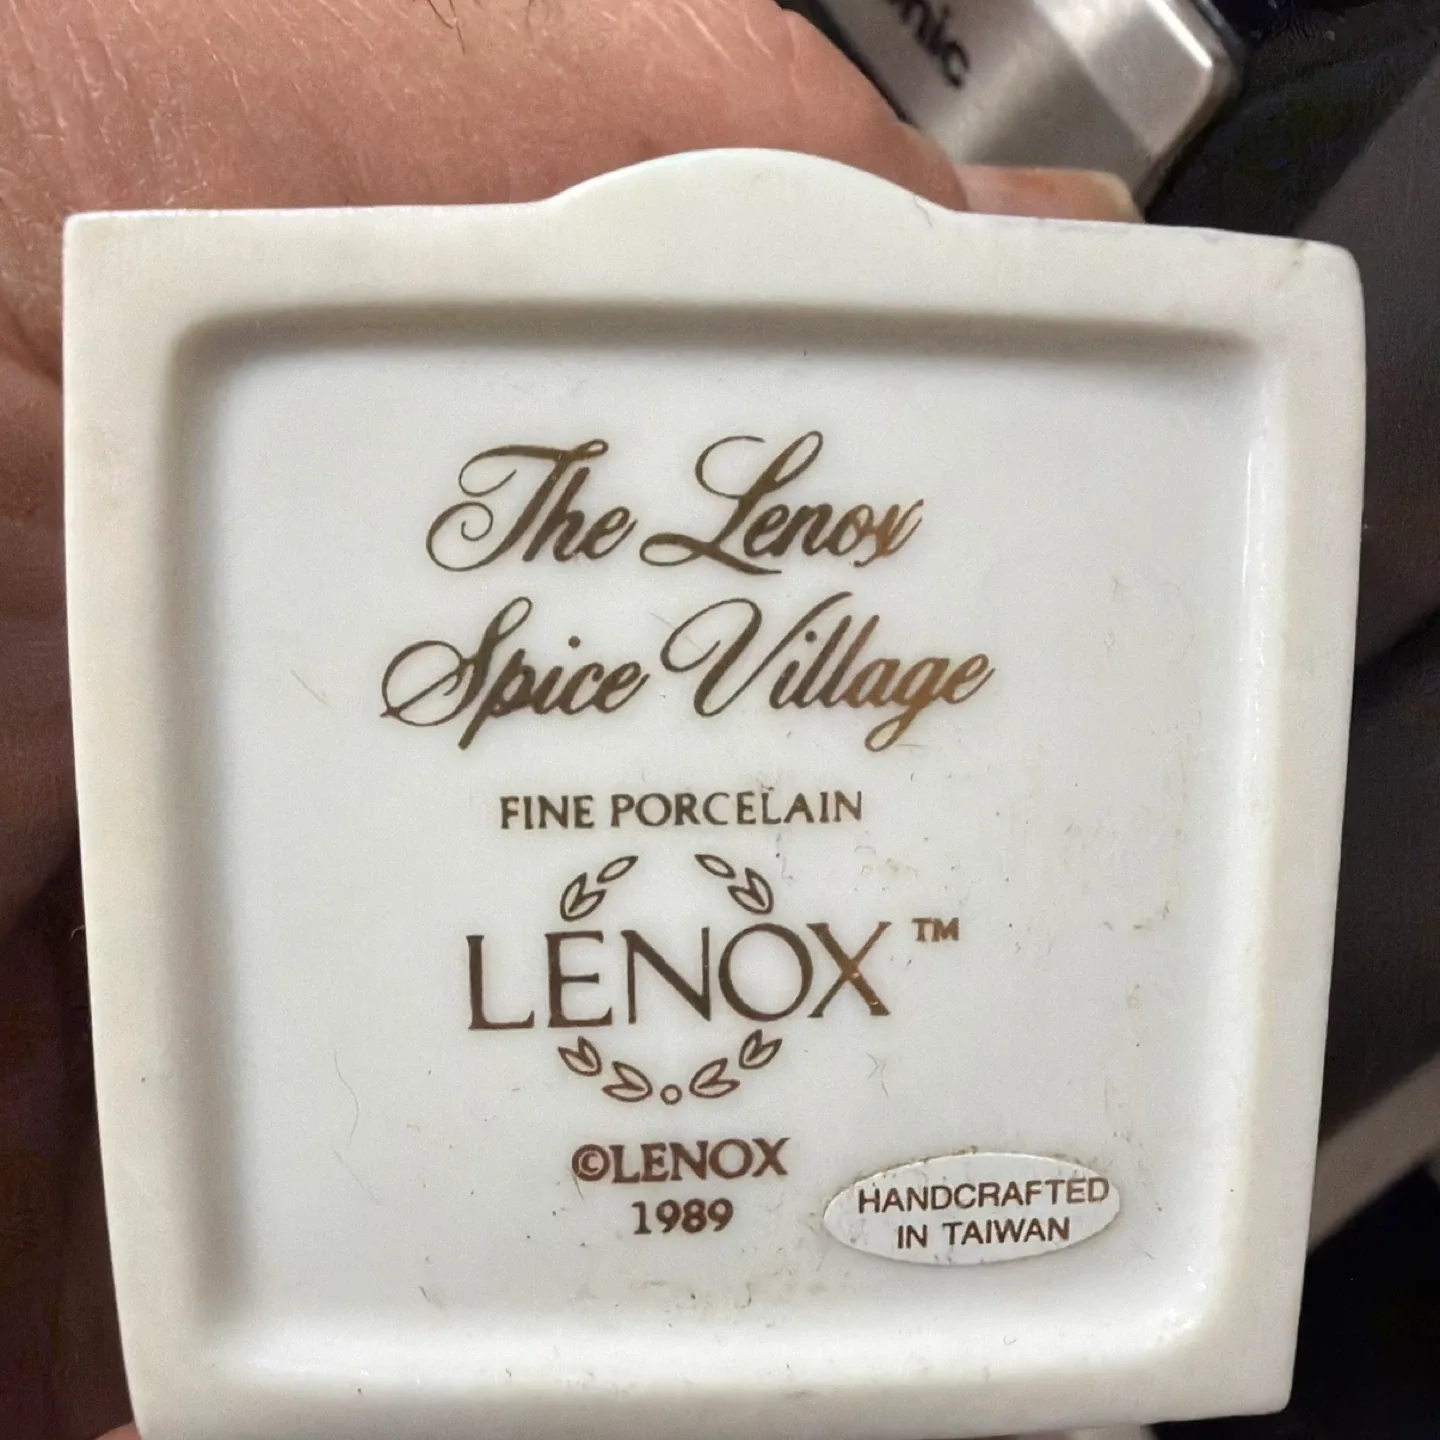 The Lenox
Spice Village
FINE PORCELAIN
LENOX™
©LENOX
1989
HANDCRAFTED
IN TAIWAN